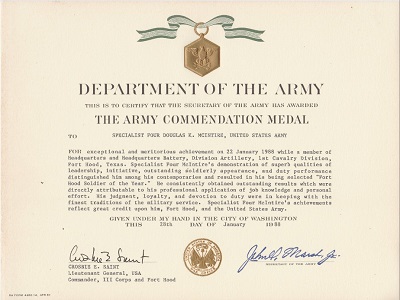 DEPARTMENT OF THE ARMY
THIS IS TO CERTIFY THAT THE SECRETARY OF THE ARMY HAS AWARDED
THE ARMY COMMENDATION MEDAL
TO SPECIALIST FOUR DOUGLAS K. MCINTIRE, UNITED STATES ARMY
FOR exceptional and meritorious achievement on 22 January 1988 while a member of
Headquarters and Headquarters Battery, Division Artillery, 1st Cavalry Division,
Fort Hood, Texas. Specialist Four McIntire's demonstration of superb qualities of
leadership, initiative, outstanding soldierly appearance, and duty performance
distinguished him among his contemporaries and resulted in his being selected "Fort
Hood Soldier of the Year." He consistently obtained outstanding results which were
directly attributable to his professional application of job knowledge and personal
effort. His judgment, loyalty, and devotion to duty were in keeping with the
finest traditions of the military service. Specialist Four McIntire's achievements
reflect great credit upon him, Fort Hood, and the United States Army.
GIVEN UNDER MY HAND IN THE CITY OF WASHINGTON
THIS 28th DAY OF January 1988
Crosbie E. Saint
CROSBIE E. SAINT
Lieutenant General, USA
Commander, III Corps and Fort Hood
John O. Marsh, Jr.
SECRETARY OF THE ARMY